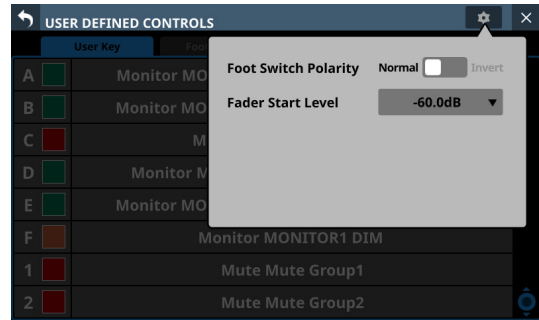 USER DEFINED CONTROLS
User Key Foot
Foot Switch Polarity Normal Invert
Fader Start Level -60.0dB
A Monitor MO
B Monitor MO
C M
D Monitor M
E Monitor MO
F Monitor MONITOR1 DIM
1 Mute Mute Group1
2 Mute Mute Group2